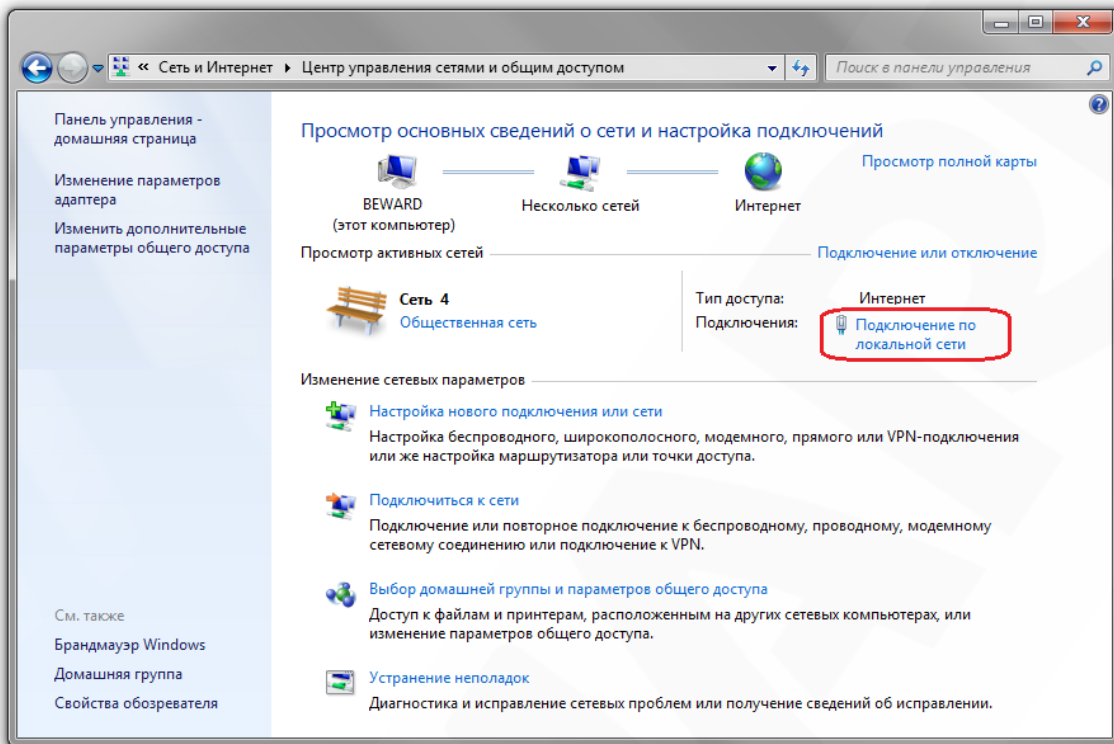 « Сеть и Интернет ▸ Центр управления сетями и общим доступом
Поиск в панели управления
Панель управления -
домашняя страница
Изменение параметров
адаптера
Изменить дополнительные
параметры общего доступа
См. также
Брандмауэр Windows
Домашняя группа
Свойства обозревателя
Просмотр основных сведений о сети и настройка подключений
Просмотр полной карты
BEWARD
(этот компьютер)
Несколько сетей
Интернет
Просмотр активных сетей
Подключение или отключение
Сеть 4
Общественная сеть
Тип доступа: Интернет
Подключения: Подключение по
локальной сети
Изменение сетевых параметров
Настройка нового подключения или сети
Настройка беспроводного, широкополосного, модемного, прямого или VPN-подключения
или же настройка маршрутизатора или точки доступа.
Подключиться к сети
Подключение или повторное подключение к беспроводному, проводному, модемному
сетевому соединению или подключение к VPN.
Выбор домашней группы и параметров общего доступа
Доступ к файлам и принтерам, расположенным на других сетевых компьютерах, или
изменение параметров общего доступа.
Устранение неполадок
Диагностика и исправление сетевых проблем или получение сведений об исправлении.